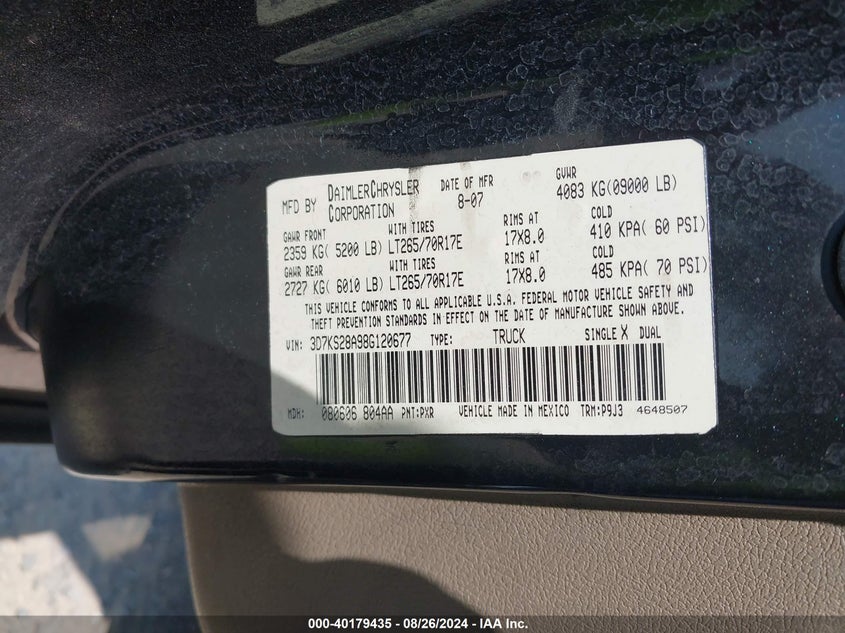 MFD BY DAIMLERCHRYSLER CORPORATION DATE OF MFR 8-07 GVWR 4083 KG(09000 LB)
GAWR FRONT WITH TIRES RIMS AT COLD
2359 KG( 5200 LB) LT265/70R17E 17X8.0 410 KPA( 60 PSI)
GAWR REAR WITH TIRES RIMS AT COLD
2727 KG( 6010 LB) LT265/70R17E 17X8.0 485 KPA( 70 PSI)
THIS VEHICLE CONFORMS TO ALL APPLICABLE U.S.A. FEDERAL MOTOR VEHICLE SAFETY AND
THEFT PREVENTION STANDARDS IN EFFECT ON THE DATE OF MANUFACTURE SHOWN ABOVE.
VIN: 3D7KS28A98G120677 TYPE: TRUCK SINGLE X DUAL
MDH: 080606 804AA PNT:PXR VEHICLE MADE IN MEXICO TRM:P9J3 4648507
000-40179435 - 08/26/2024 - IAA Inc.